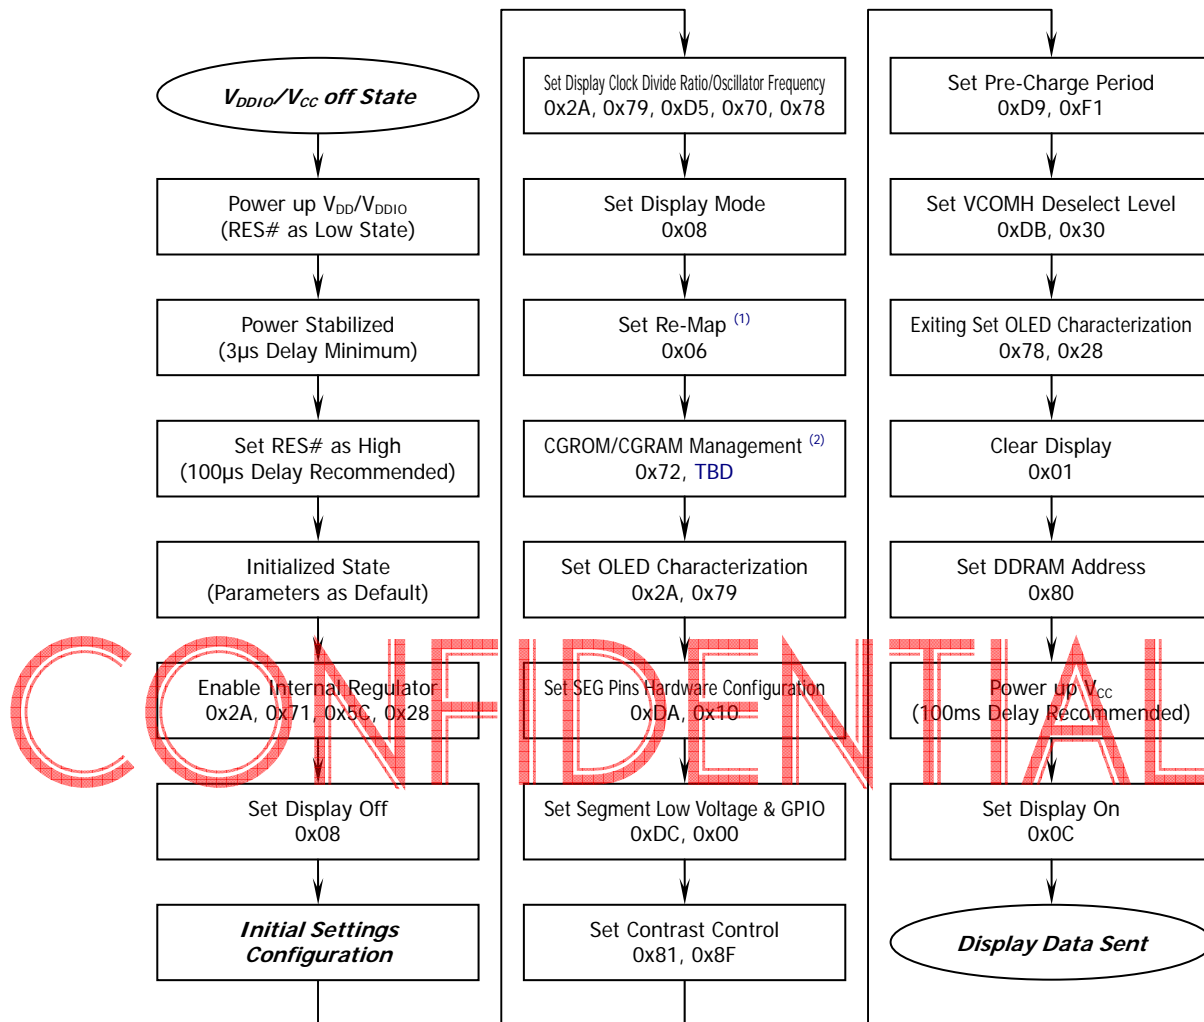 V_DDIO/V_CC off State
Power up V_DD/V_DDIO
(RES# as Low State)
Power Stabilized
(3µs Delay Minimum)
Set RES# as High
(100µs Delay Recommended)
Initialized State
(Parameters as Default)
Enable Internal Regulator
0x2A, 0x71, 0x5C, 0x28
Set Display Off
0x08
Initial Settings
Configuration
Set Display Clock Divide Ratio/Oscillator Frequency
0x2A, 0x79, 0xD5, 0x70, 0x78
Set Display Mode
0x08
Set Re-Map (1)
0x06
CGROM/CGRAM Management (2)
0x72, TBD
Set OLED Characterization
0x2A, 0x79
Set SEG Pins Hardware Configuration
0xDA, 0x10
Set Segment Low Voltage & GPIO
0xDC, 0x00
Set Contrast Control
0x81, 0x8F
Set Pre-Charge Period
0xD9, 0xF1
Set VCOMH Deselect Level
0xDB, 0x30
Exiting Set OLED Characterization
0x78, 0x28
Clear Display
0x01
Set DDRAM Address
0x80
Power up V_CC
(100ms Delay Recommended)
Set Display On
0x0C
Display Data Sent
CONFIDENTIAL